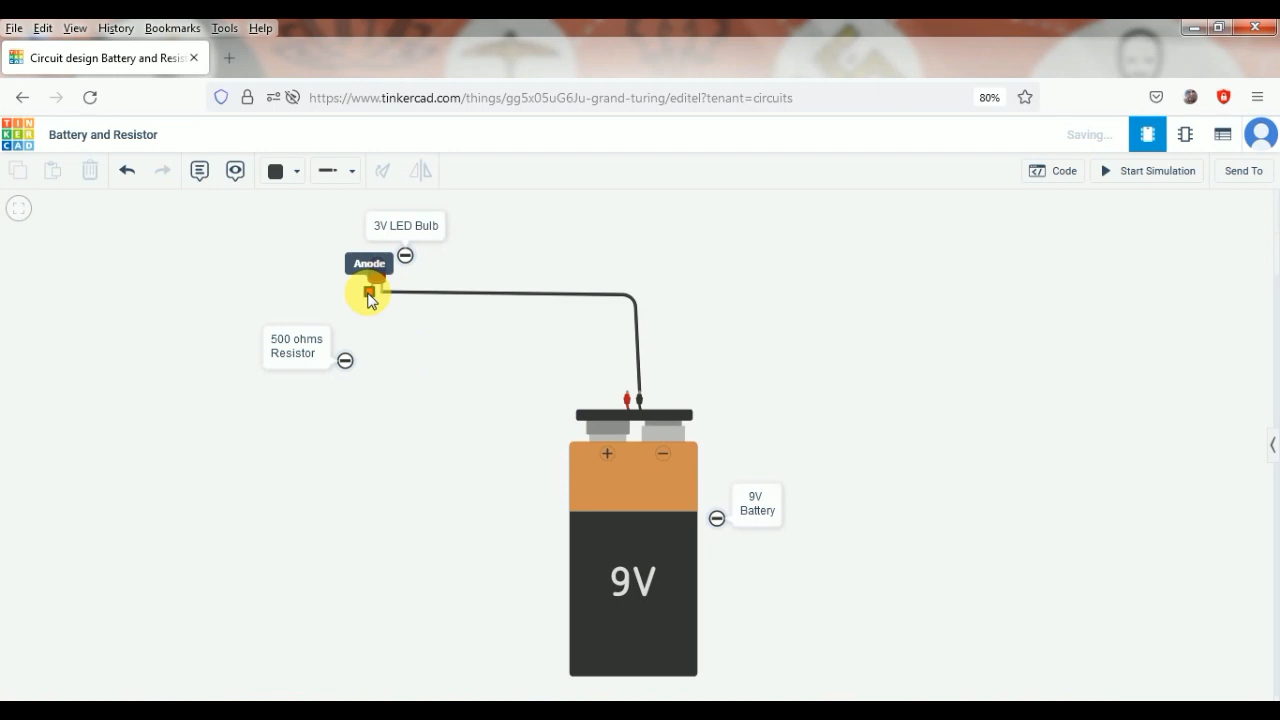 File Edit View History Bookmarks Tools Help
Circuit design Battery and Resis
https://www.tinkercad.com/things/gg5x05uG6Ju-grand-turing/editel?tenant=circuits
80%
TIN
KER
CAD
Battery and Resistor
Saving...
Code
Start Simulation
Send To
3V LED Bulb
Anode
500 ohms
Resistor
+ −
9V
Battery
9V